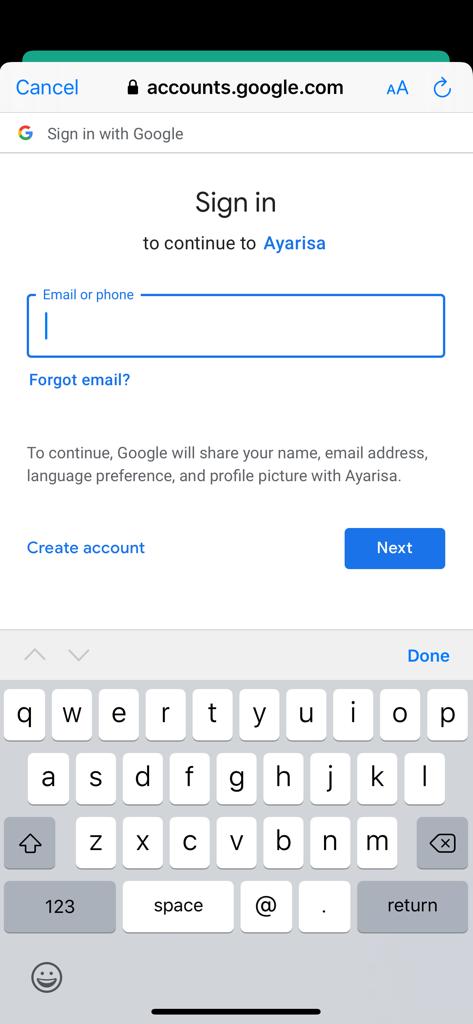 Cancel accounts.google.com AA
Sign in with Google
Sign in
to continue to Ayarisa
Email or phone
Forgot email?
To continue, Google will share your name, email address,
language preference, and profile picture with Ayarisa.
Create account Next
Done
q w e r t y u i o p
a s d f g h j k l
z x c v b n m
123 space @ . return